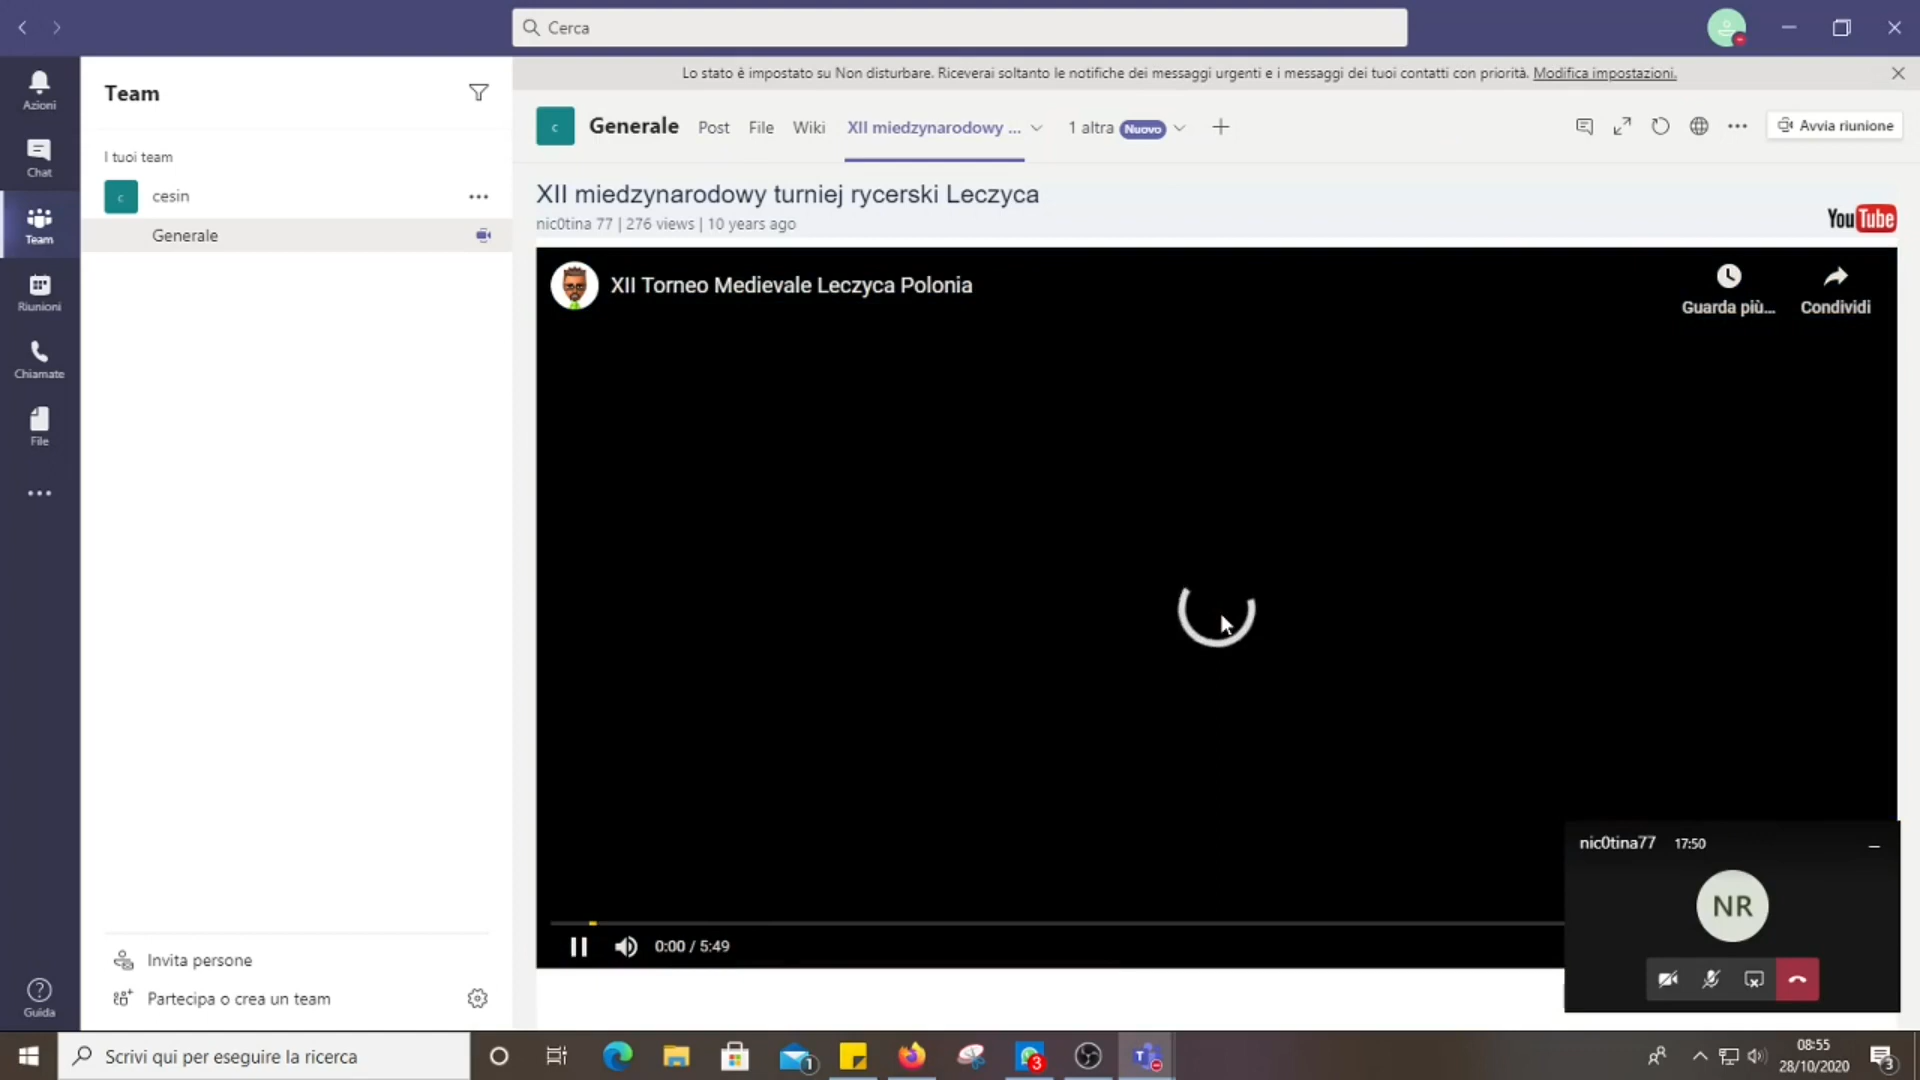 Cerca
Azioni
Chat
Team
Riunioni
Chiamate
File
Guida
Team
I tuoi team
c cesin
Generale
Invita persone
Partecipa o crea un team
Lo stato è impostato su Non disturbare. Riceverai soltanto le notifiche dei messaggi urgenti e i messaggi dei tuoi contatti con priorità. Modifica impostazioni.
c Generale Post File Wiki XII miedzynarodowy ... 1 altra Nuovo Avvia riunione
XII miedzynarodowy turniej rycerski Leczyca
nic0tina 77 | 276 views | 10 years ago
YouTube
XII Torneo Medievale Leczyca Polonia
Guarda più... Condividi
0:00 / 5:49
nic0tina77 17:50
NR
Scrivi qui per eseguire la ricerca
1
3
T
08:55
28/10/2020
3